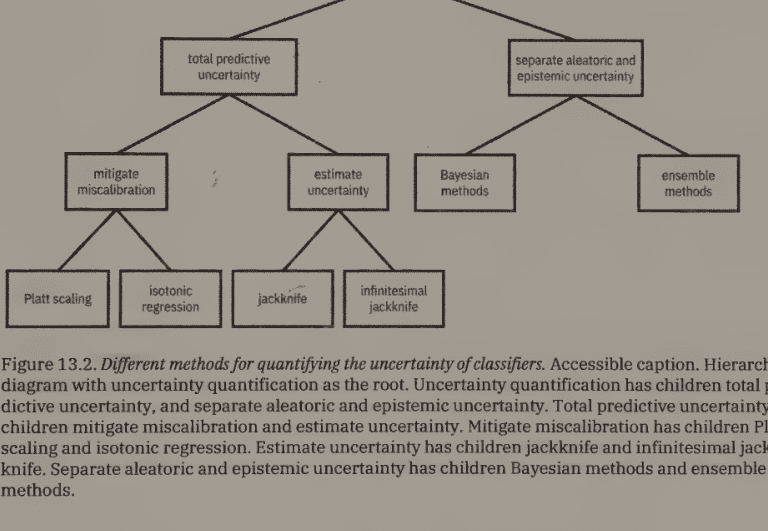 total predictive
uncertainty
separate aleatoric and
epistemic uncertainty
mitigate
miscalibration
estimate
uncertainty
Bayesian
methods
ensemble
methods
Platt scaling
isotonic
regression
jackknife
infinitesimal
jackknife
Figure 13.2. Different methods for quantifying the uncertainty of classifiers. Accessible caption. Hierarch
diagram with uncertainty quantification as the root. Uncertainty quantification has children total p
dictive uncertainty, and separate aleatoric and epistemic uncertainty. Total predictive uncertainty
children mitigate miscalibration and estimate uncertainty. Mitigate miscalibration has children Pl
scaling and isotonic regression. Estimate uncertainty has children jackknife and infinitesimal jack
knife. Separate aleatoric and epistemic uncertainty has children Bayesian methods and ensemble
methods.